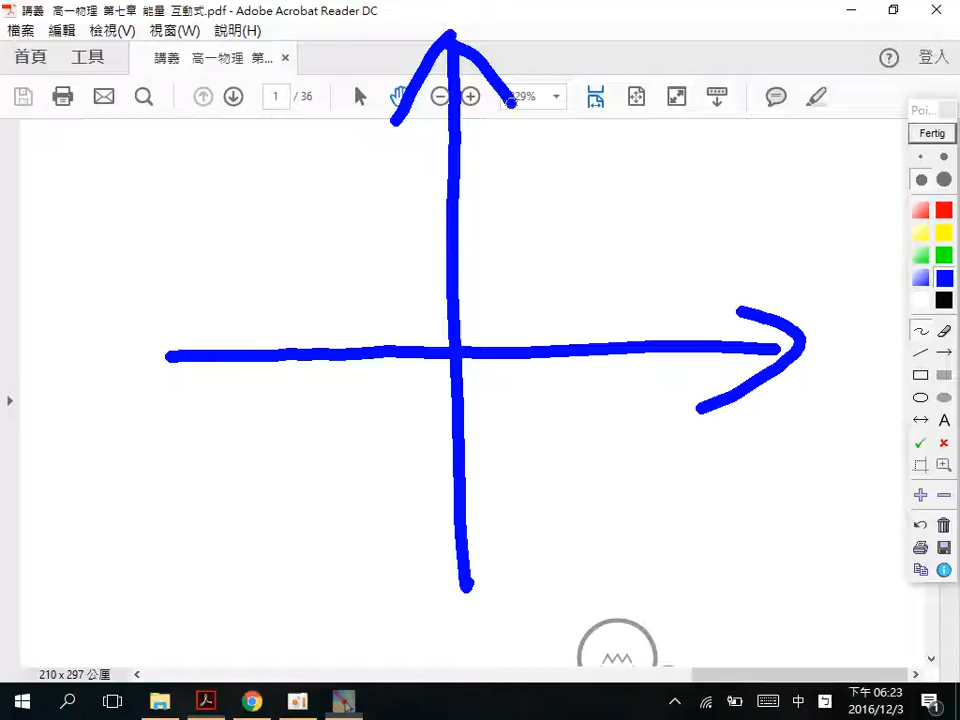 講義 高一物理 第七章 能量 互動式.pdf - Adobe Acrobat Reader DC
檔案 編輯 檢視(V) 視窗(W) 說明(H)
首頁 工具 講義 高一物理 第... × ? 登入
1 / 36 229%
Poi...
Fertig
A
210 x 297 公厘
中
下午 06:23
2016/12/3
1